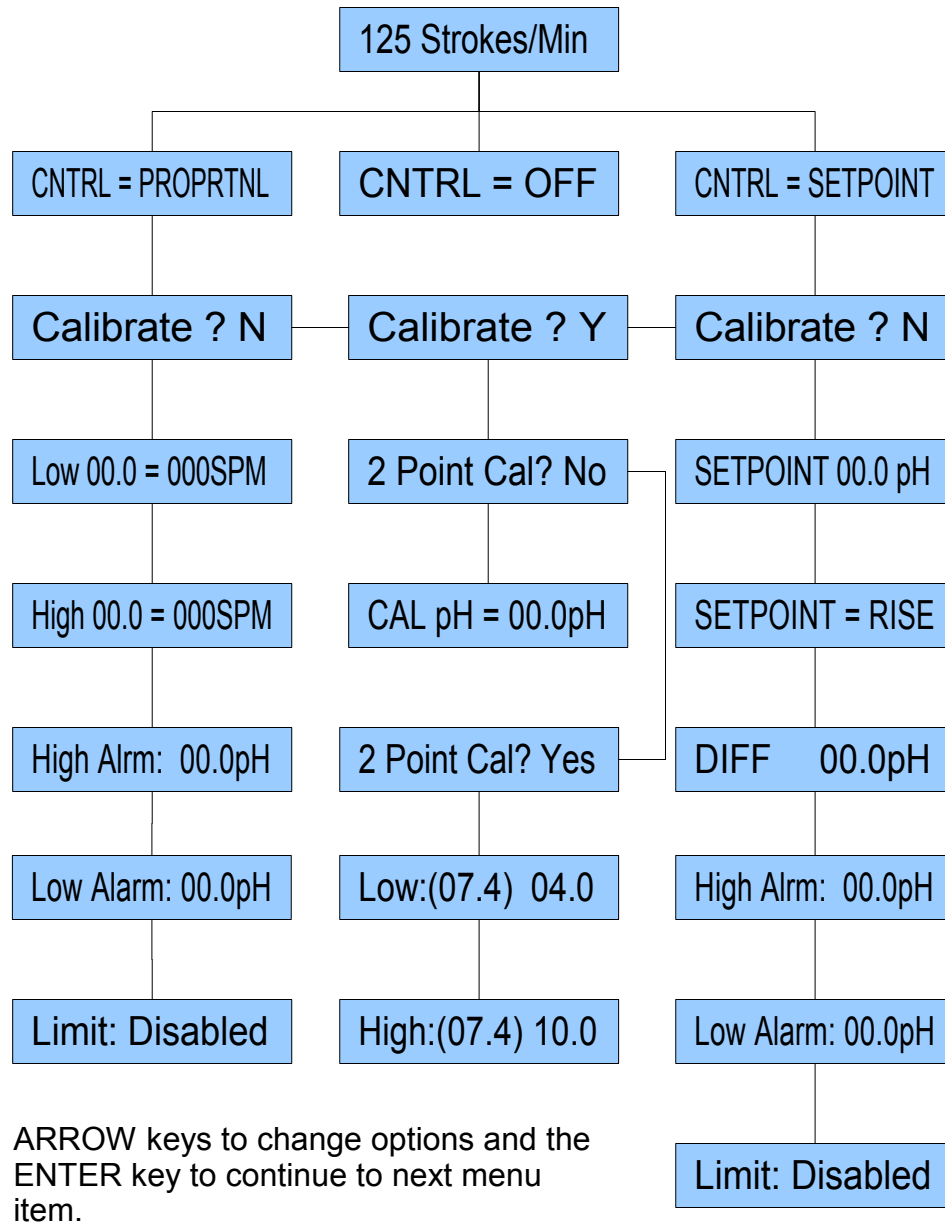 125 Strokes/Min
CNTRL = PROPRTNL
CNTRL = OFF
CNTRL = SETPOINT
Calibrate ? N
Calibrate ? Y
Calibrate ? N
Low 00.0 = 000SPM
2 Point Cal? No
SETPOINT 00.0 pH
High 00.0 = 000SPM
CAL pH = 00.0pH
SETPOINT = RISE
High Alrm: 00.0pH
2 Point Cal? Yes
DIFF 00.0pH
Low Alarm: 00.0pH
Low:(07.4) 04.0
High Alrm: 00.0pH
Limit: Disabled
High:(07.4) 10.0
Low Alarm: 00.0pH
ARROW keys to change options and the
ENTER key to continue to next menu
item.
Limit: Disabled